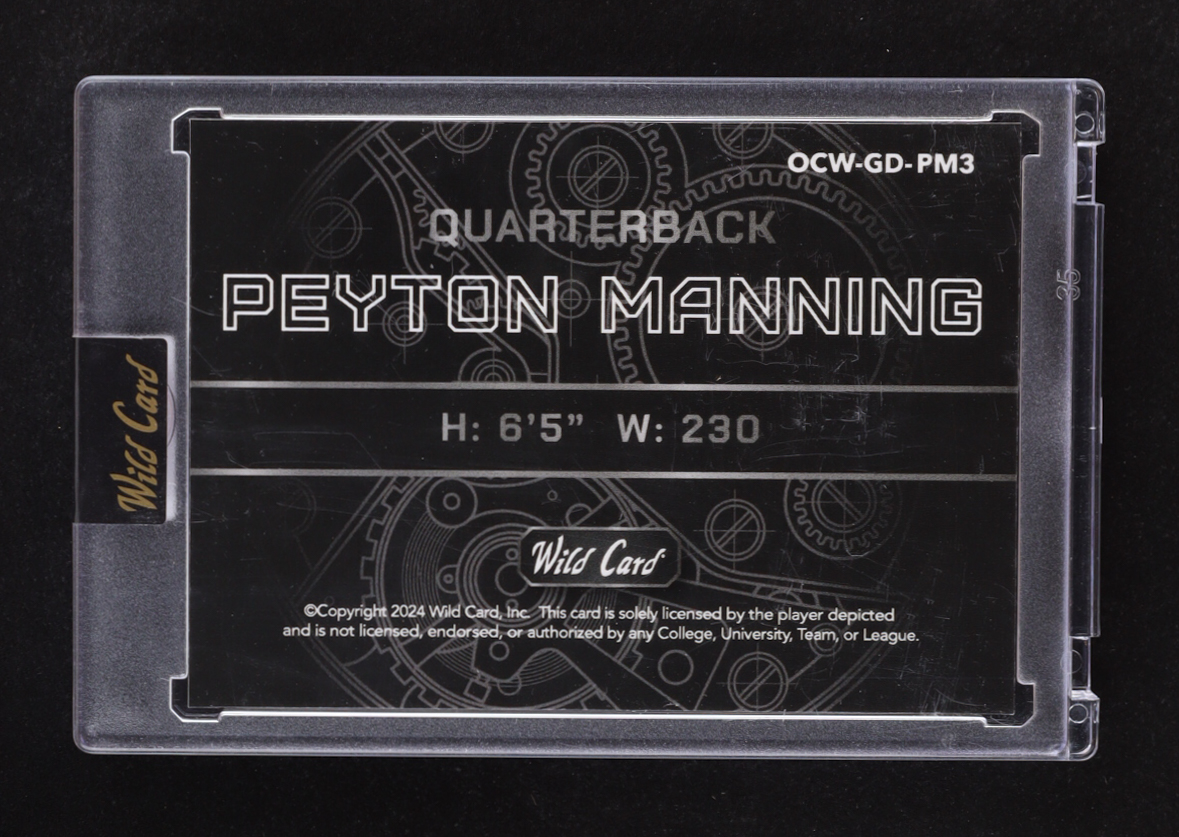 OCW-GD-PM3
QUARTERBACK
PEYTON MANNING
H: 6'5” W: 230
Wild Card
Wild Card
©Copyright 2024 Wild Card, Inc. This card is solely licensed by the player depicted
and is not licensed, endorsed, or authorized by any College, University, Team, or League.
35